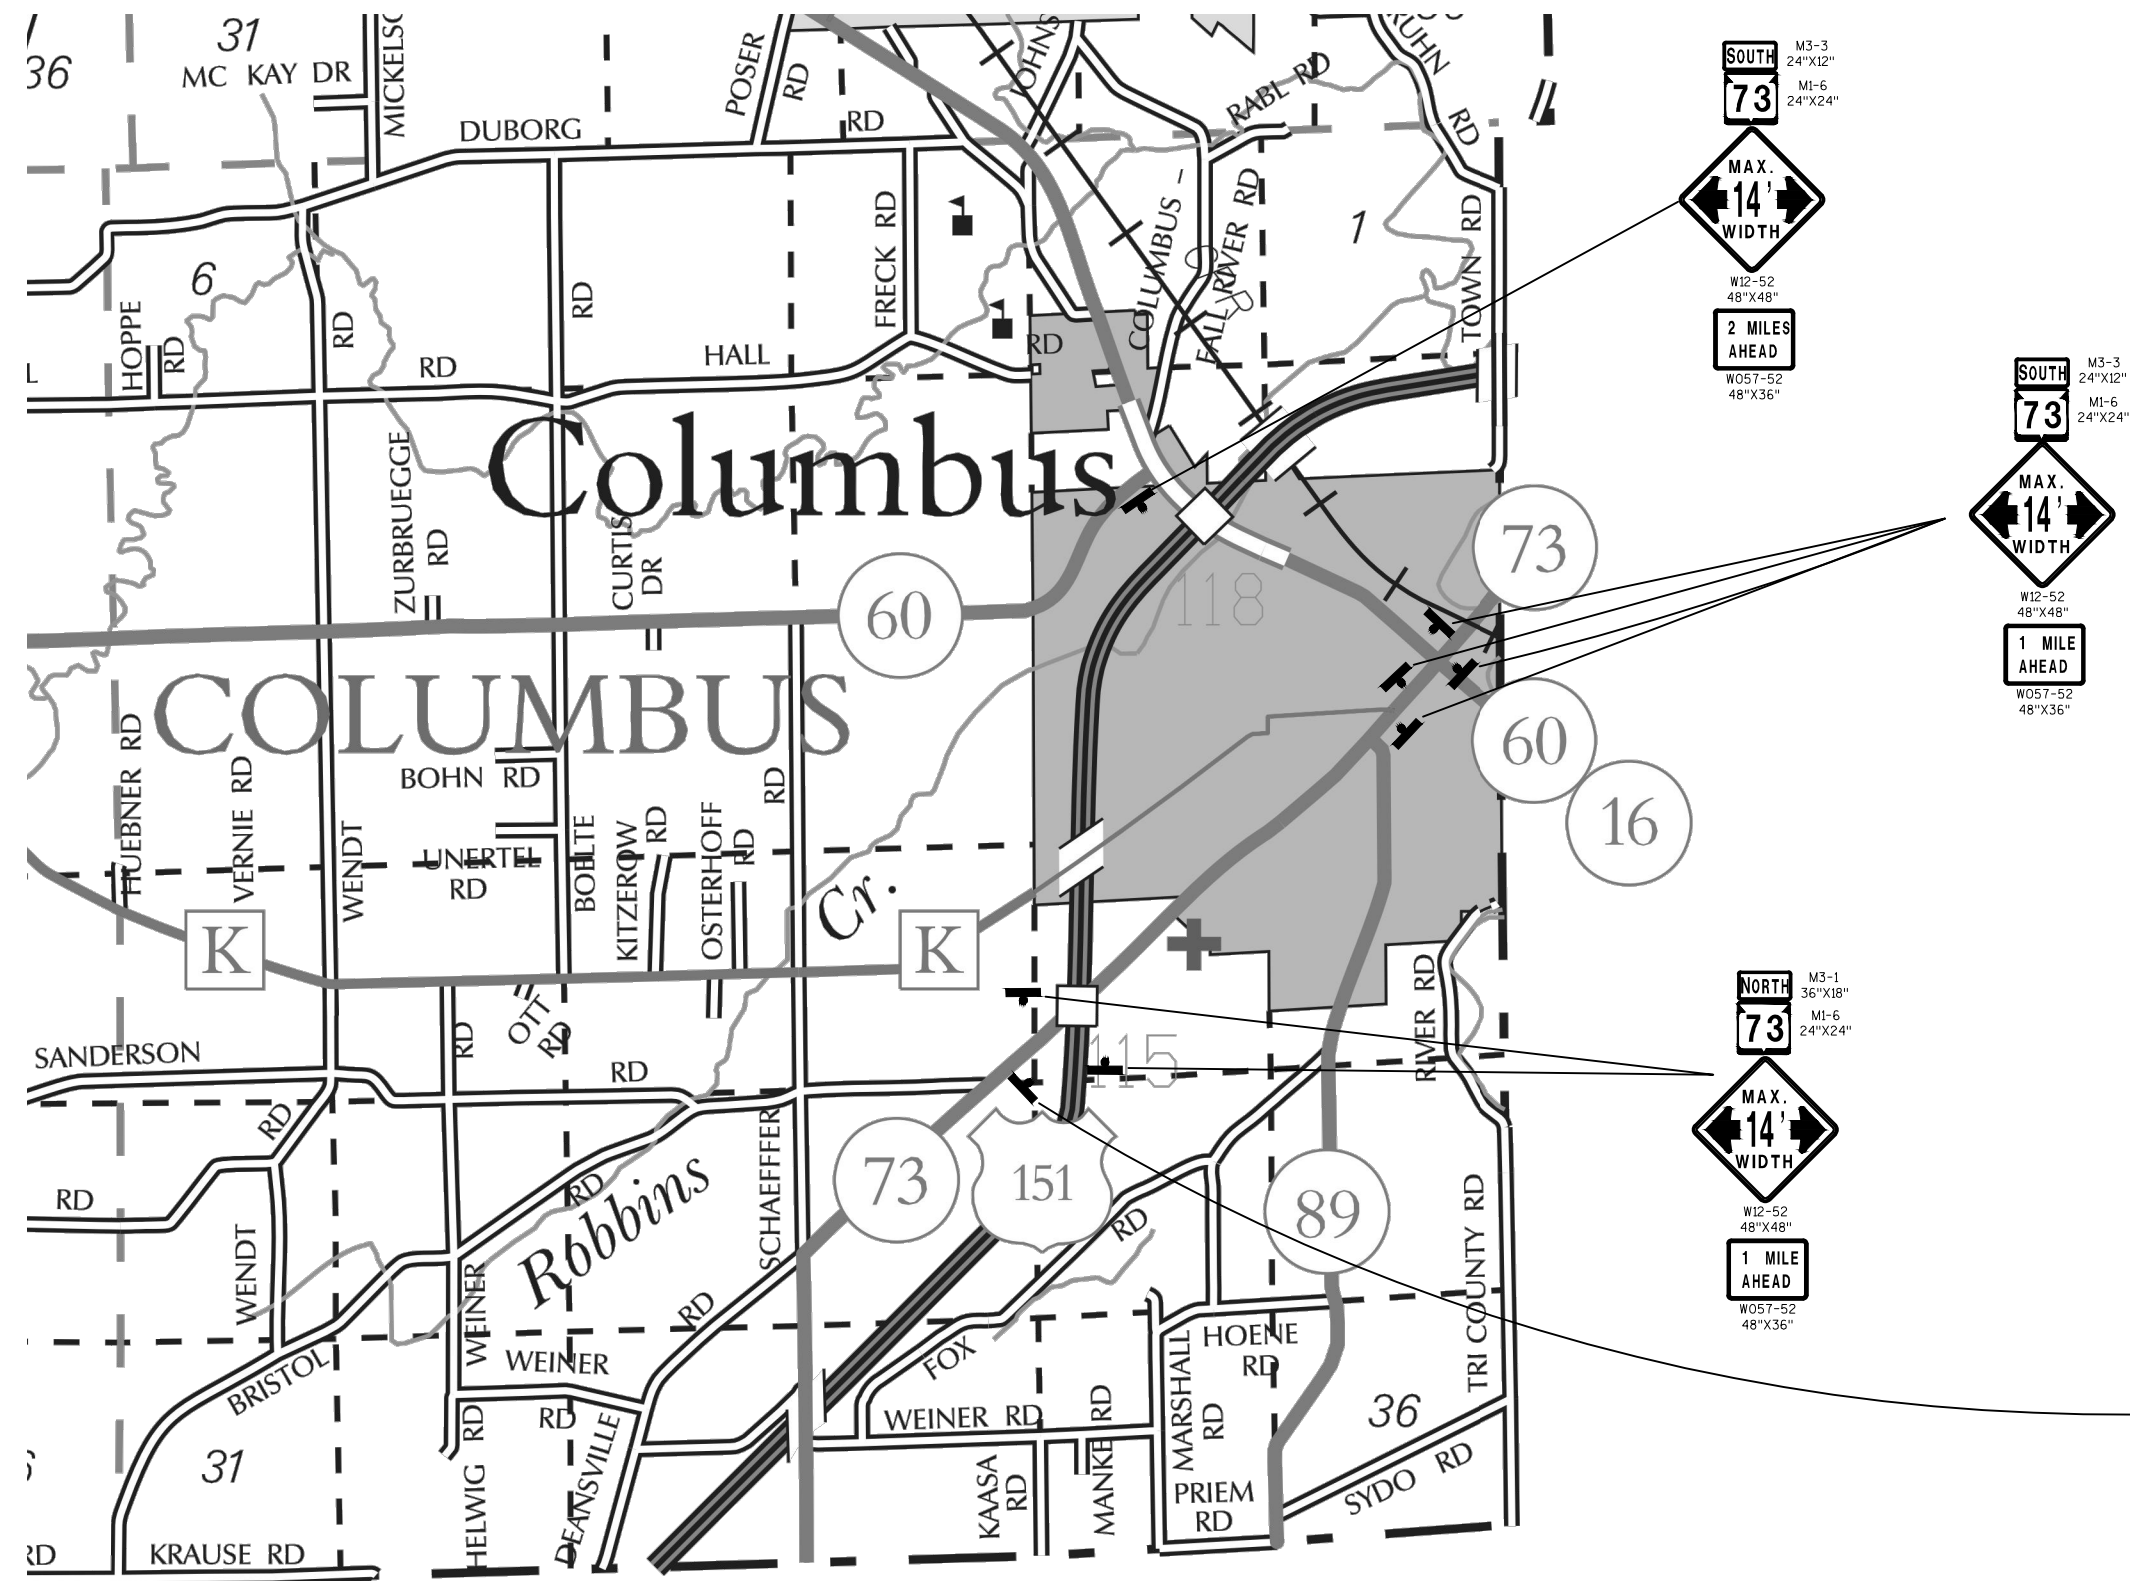 31
36
MC KAY DR
POSER
RD
JOHNS
RABL RD
RD
DUBORG
RD
SOUTH
M3-3
24"X12"
73
M1-6
24"X24"
MAX.
14'
WIDTH
W12-52
48"X48"
2 MILES
AHEAD
WO57-52
48"X36"
6
HOPPE
RD
RD
RD
FRECK RD
COLUMBUS –
FALL RIVER RD
1
TOWN RD
RD
HALL
RD
Columbus
SOUTH
M3-3
24"X12"
73
M1-6
24"X24"
MAX.
14'
WIDTH
W12-52
48"X48"
1 MILE
AHEAD
WO57-52
48"X36"
ZURBRUEGGE
RD
CURTIS
DR
60
118
73
COLUMBUS
60
16
HUEBNER RD
VERNIE RD
WENDT
BOHN RD
UNERTEL
RD
BOELTE
KITZEROW
RD
OSTERHOFF
RD
RD
Cr.
K
K
OTT
RD
RIVER RD
115
NORTH
M3-1
36"X18"
73
M1-6
24"X24"
MAX.
14'
WIDTH
W12-52
48"X48"
1 MILE
AHEAD
WO57-52
48"X36"
SANDERSON
RD
RD
RD
RD
RD
Robbins
SCHAEFFER
73
151
89
RD
TRI COUNTY RD
WENDT
WEINER
RD
WEINER
RD
FOX
HOENE
RD
BRISTOL
31
RD
HELWIG
DEANSVILLE
WEINER RD
MARSHALL
RD
36
KAASA
RD
MANKE RD
PRIEM
RD
SYDO RD
RD
KRAUSE RD